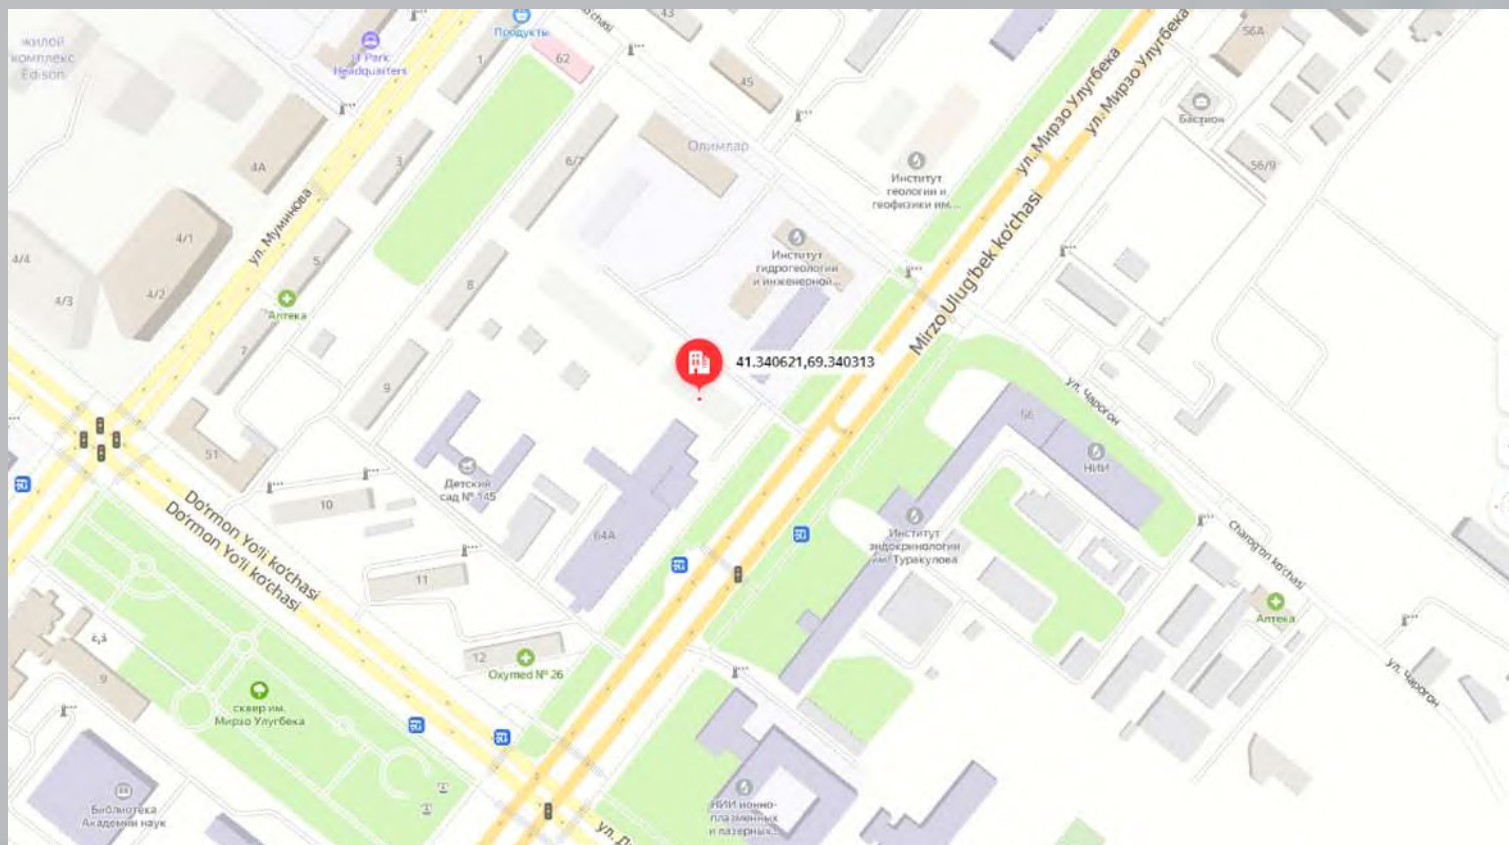 жилой
комплекс
Edison
IT Park
Headquarters
Продукты
ko'chasi
43
62
1
45
56А
ул. Мирзо Улугбека
ул. Мирзо Улугбека
Бастион
56/9
4А
3
6/7
Олимлар
Институт
геологии и
геофизики им....
ул. Муминова
4/1
4/4
4/3
4/2
5
8
Институт
гидрогеологии
и инженерной...
Mirzo Ulug'bek ko'chasi
Аптека
7
9
41.340621,69.340313
ул. Чарогон
56
НИИ
51
Детский
сад № 145
10
64А
Институт
эндокринологии
им. Туракулова
Do'rmon Yo'li ko'chasi
Do'rmon Yo'li ko'chasi
11
Charog'on ko'chasi
Аптека
12
Oxymed № 26
9
сквер им.
Мирзо Улугбека
ул. Чарогон
Библиотека
Академии наук
НИИ ионно-
плазменных
и лазерных...